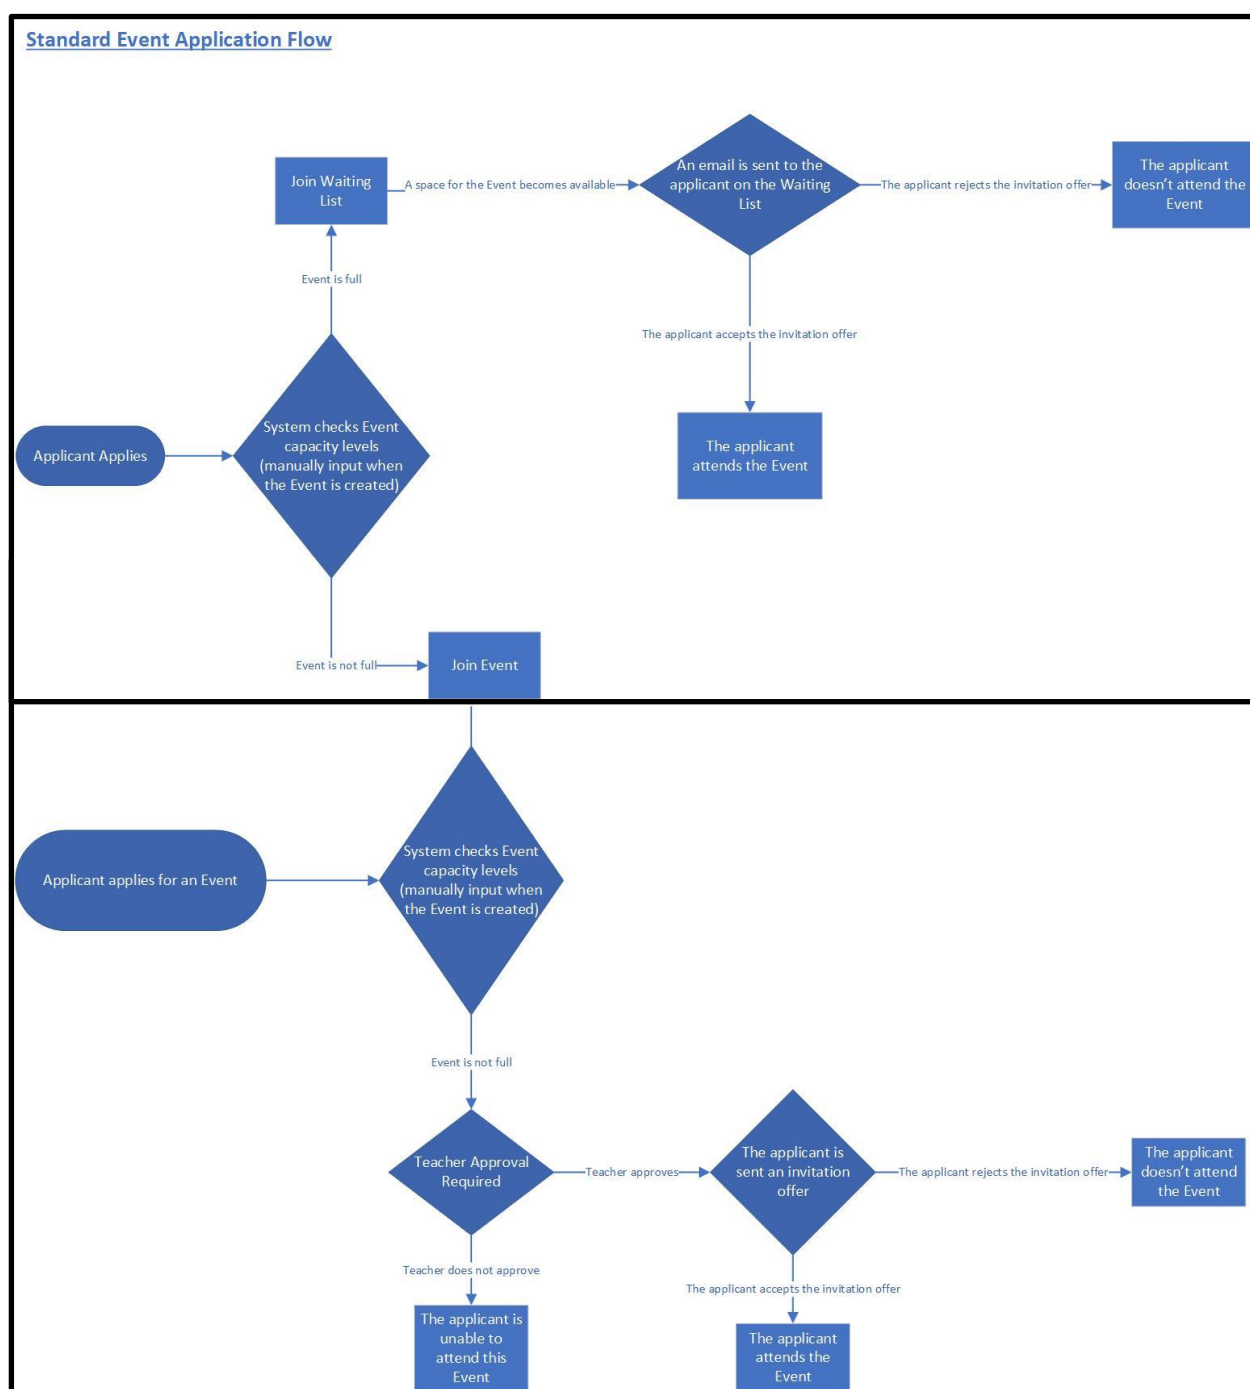 Standard Event Application Flow
Join Waiting
List
A space for the Event becomes available
An email is sent to the
applicant on the Waiting
List
The applicant rejects the invitation offer
The applicant
doesn’t attend the
Event
Event is full
The applicant accepts the invitation offer
Applicant Applies
System checks Event
capacity levels
(manually input when
the Event is created)
The applicant
attends the Event
Event is not full
Join Event
Applicant applies for an Event
System checks Event
capacity levels
(manually input when
the Event is created)
Event is not full
Teacher Approval
Required
Teacher approves
The applicant is
sent an invitation
offer
The applicant rejects the invitation offer
The applicant
doesn’t attend
the Event
Teacher does not approve
The applicant accepts the invitation offer
The applicant is
unable to
attend this
Event
The applicant
attends the
Event